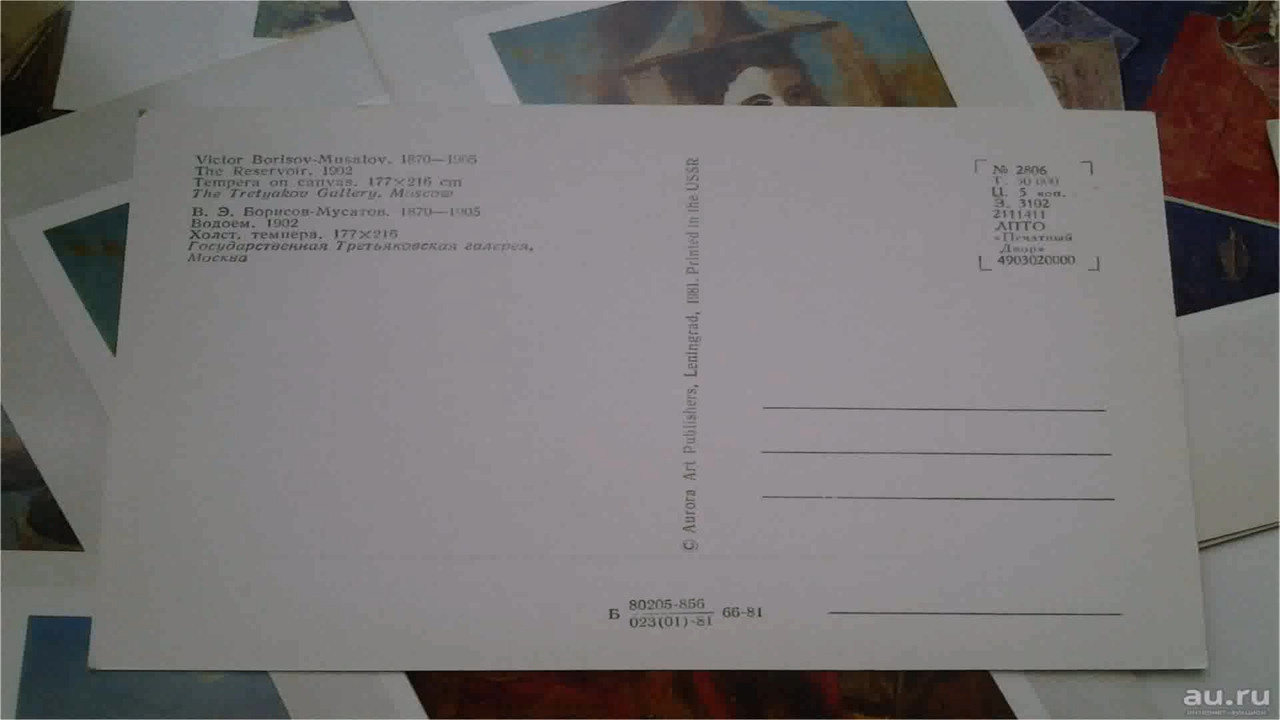 Victor Borisov-Musatov. 1870—1905
The Reservoir. 1902
Tempera on canvas. 177×216 cm
The Tretyakov Gallery, Moscow
В. Э. Борисов-Мусатов. 1870—1905
Водоем. 1902
Холст, темпера. 177×216
Государственная Третьяковская галерея,
Москва
© Aurora Art Publishers, Leningrad, 1981. Printed in the USSR
№ 2806
Т. 50 000
Ц. 5 коп.
З. 3102
2111411
ЛПТО
«Печатный
Двор»
4903020000
Б 80205-856 66-81
023(01)-81
au.ru